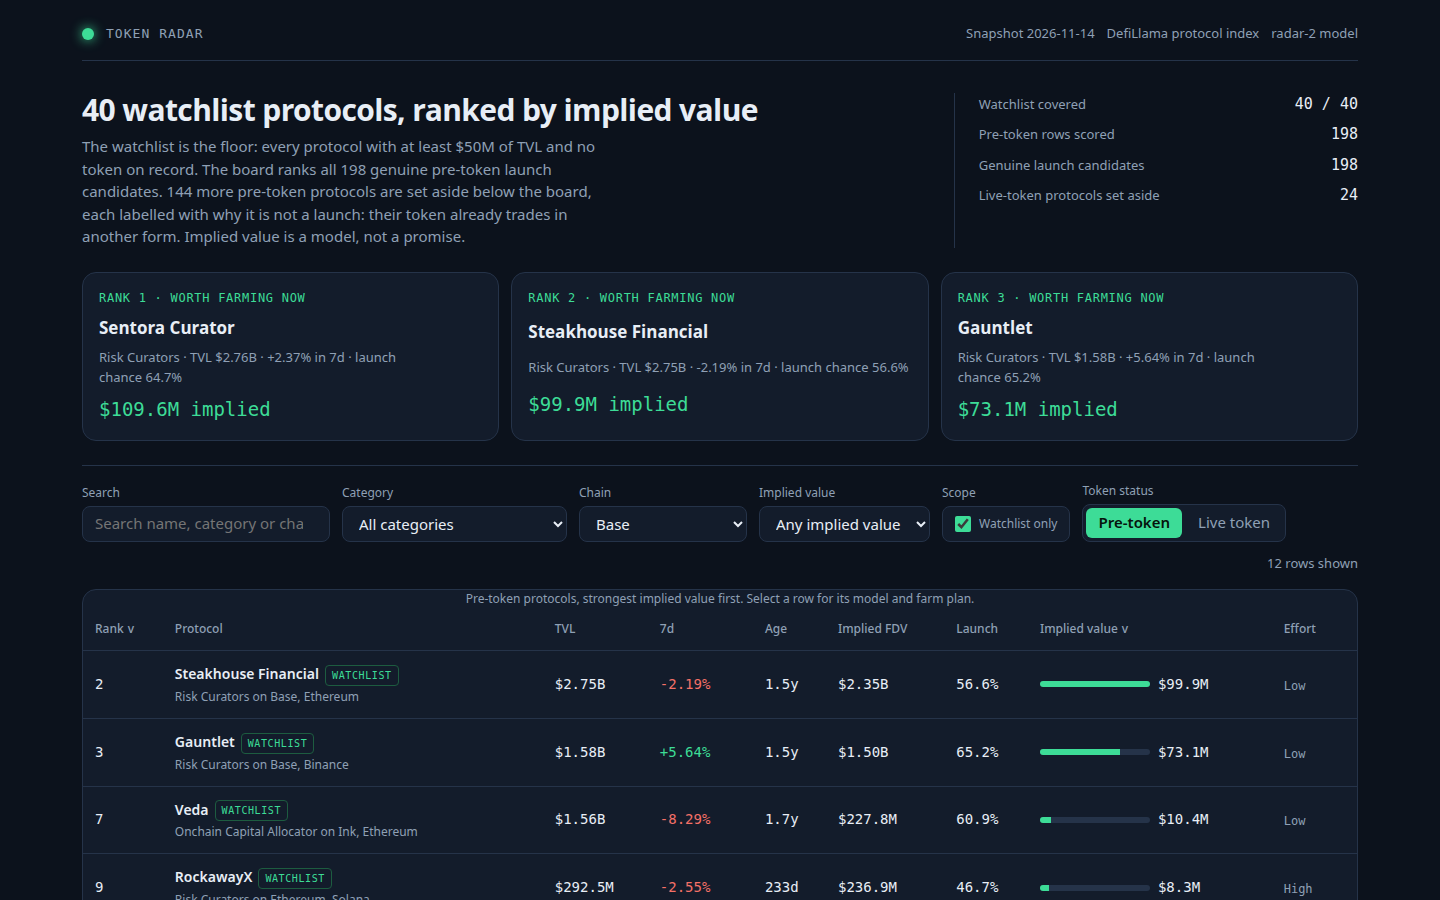 TOKEN RADAR
Snapshot 2026-11-14 DefiLlama protocol index radar-2 model
40 watchlist protocols, ranked by implied value
The watchlist is the floor: every protocol with at least $50M of TVL and no
token on record. The board ranks all 198 genuine pre-token launch
candidates. 144 more pre-token protocols are set aside below the board,
each labelled with why it is not a launch: their token already trades in
another form. Implied value is a model, not a promise.
Watchlist covered 40 / 40
Pre-token rows scored 198
Genuine launch candidates 198
Live-token protocols set aside 24
RANK 1 · WORTH FARMING NOW
Sentora Curator
Risk Curators · TVL $2.76B · +2.37% in 7d · launch
chance 64.7%
$109.6M implied
RANK 2 · WORTH FARMING NOW
Steakhouse Financial
Risk Curators · TVL $2.75B · -2.19% in 7d · launch chance 56.6%
$99.9M implied
RANK 3 · WORTH FARMING NOW
Gauntlet
Risk Curators · TVL $1.58B · +5.64% in 7d · launch
chance 65.2%
$73.1M implied
Search Category Chain Implied value Scope Token status
Search name, category or cha All categories Base Any implied value Watchlist only Pre-token Live token
12 rows shown
Pre-token protocols, strongest implied value first. Select a row for its model and farm plan.
Rank v Protocol TVL 7d Age Implied FDV Launch Implied value v Effort
2 Steakhouse Financial WATCHLIST $2.75B -2.19% 1.5y $2.35B 56.6% $99.9M Low
Risk Curators on Base, Ethereum
3 Gauntlet WATCHLIST $1.58B +5.64% 1.5y $1.50B 65.2% $73.1M Low
Risk Curators on Base, Binance
7 Veda WATCHLIST $1.56B -8.29% 1.7y $227.8M 60.9% $10.4M Low
Onchain Capital Allocator on Ink, Ethereum
9 RockawayX WATCHLIST $292.5M -2.55% 233d $236.9M 46.7% $8.3M High
Risk Curators on Ethereum, Solana